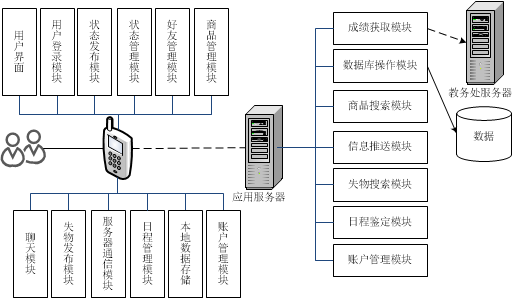 用户界面
用户登录模块
状态发布模块
状态管理模块
好友管理模块
商品管理模块
成绩获取模块
数据库操作模块
商品搜索模块
信息推送模块
失物搜索模块
日程鉴定模块
账户管理模块
教务处服务器
数据
应用服务器
聊天模块
失物发布模块
服务器通信模块
日程管理模块
本地数据存储
账户管理模块